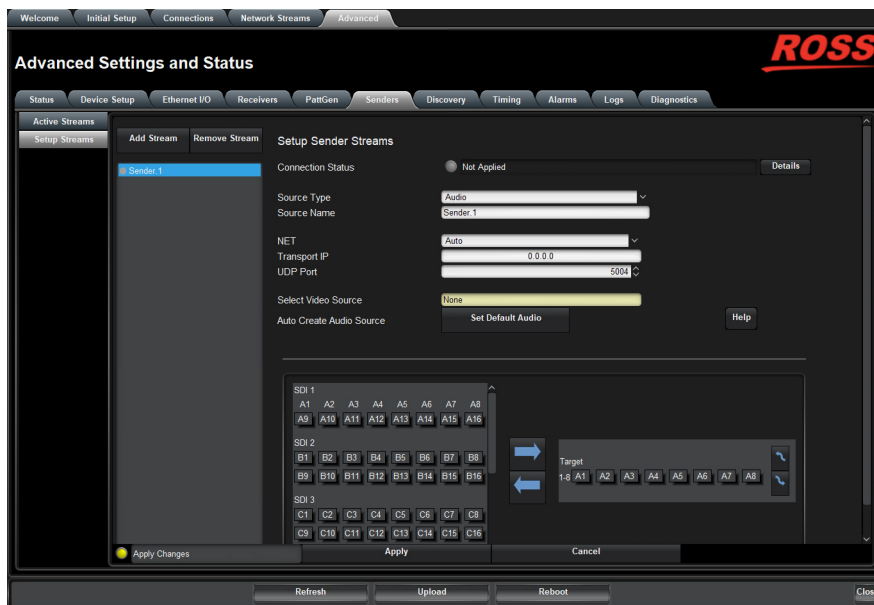 Welcome Initial Setup Connections Network Streams Advanced
ROSS
Advanced Settings and Status
Status Device Setup Ethernet I/O Receivers PattGen Senders Discovery Timing Alarms Logs Diagnostics
Active Streams
Setup Streams
Add Stream Remove Stream
Sender.1
Setup Sender Streams
Connection Status Not Applied Details
Source Type Audio
Source Name Sender.1
NET Auto
Transport IP 0.0.0.0
UDP Port 5004
Select Video Source None
Auto Create Audio Source Set Default Audio Help
SDI 1
A1 A2 A3 A4 A5 A6 A7 A8
A9 A10 A11 A12 A13 A14 A15 A16
SDI 2
B1 B2 B3 B4 B5 B6 B7 B8
B9 B10 B11 B12 B13 B14 B15 B16
SDI 3
C1 C2 C3 C4 C5 C6 C7 C8
C9 C10 C11 C12 C13 C14 C15 C16
Target
1-8 A1 A2 A3 A4 A5 A6 A7 A8
Apply Changes Apply Cancel
Refresh Upload Reboot Clos